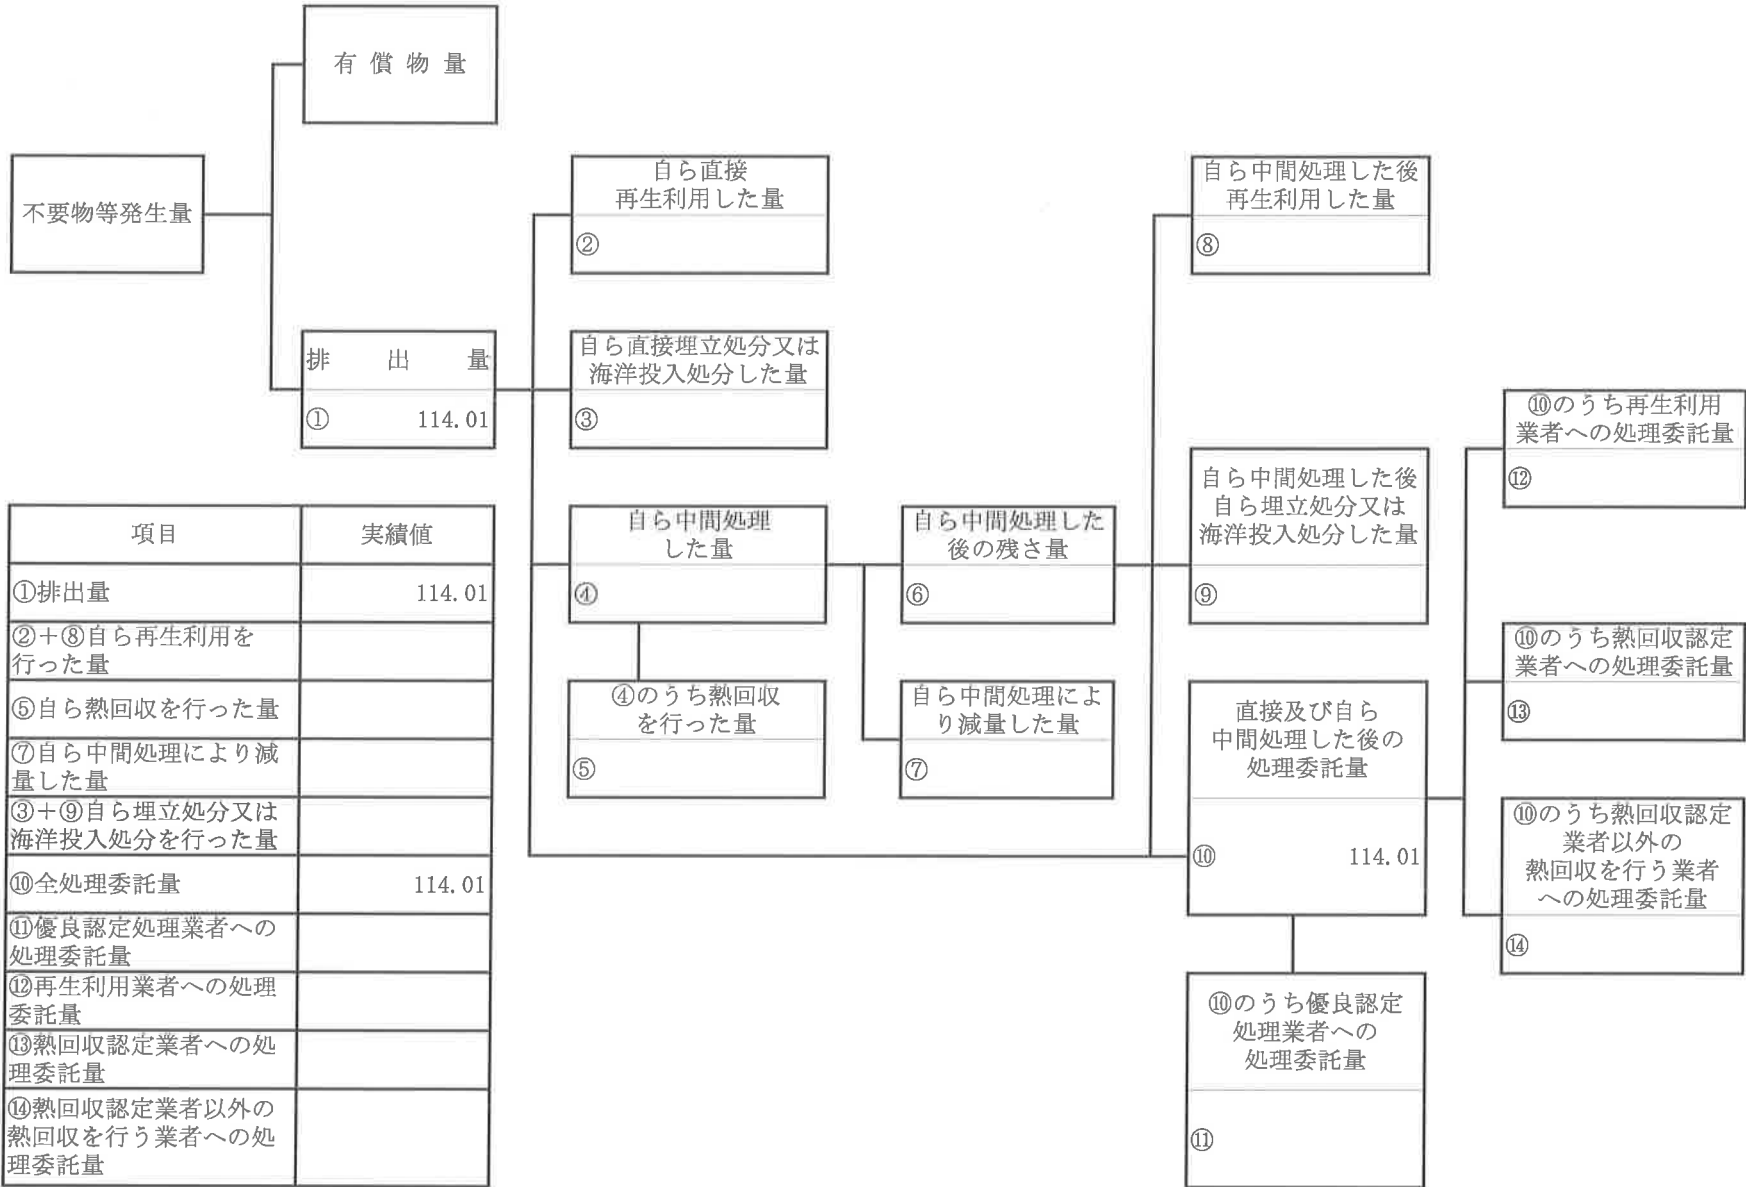 有償物量
不要物等発生量
排出量
① 114.01
自ら直接
再生利用した量
②
自ら直接埋立処分又は
海洋投入処分した量
③
自ら中間処理
した量
④
④のうち熱回収
を行った量
⑤
自ら中間処理した
後の残さ量
⑥
自ら中間処理によ
り減量した量
⑦
自ら中間処理した後
再生利用した量
⑧
自ら中間処理した後
自ら埋立処分又は
海洋投入処分した量
⑨
直接及び自ら
中間処理した後の
処理委託量
⑩ 114.01
⑩のうち優良認定
処理業者への
処理委託量
⑪
⑩のうち再生利用
業者への処理委託量
⑫
⑩のうち熱回収認定
業者への処理委託量
⑬
⑩のうち熱回収認定
業者以外の
熱回収を行う業者
への処理委託量
⑭
項目 実績値
①排出量 114.01
②+⑧自ら再生利用を
行った量
⑤自ら熱回収を行った量
⑦自ら中間処理により減
量した量
③+⑨自ら埋立処分又は
海洋投入処分を行った量
⑩全処理委託量 114.01
⑪優良認定処理業者への
処理委託量
⑫再生利用業者への処理
委託量
⑬熱回収認定業者への処
理委託量
⑭熱回収認定業者以外の
熱回収を行う業者への処
理委託量